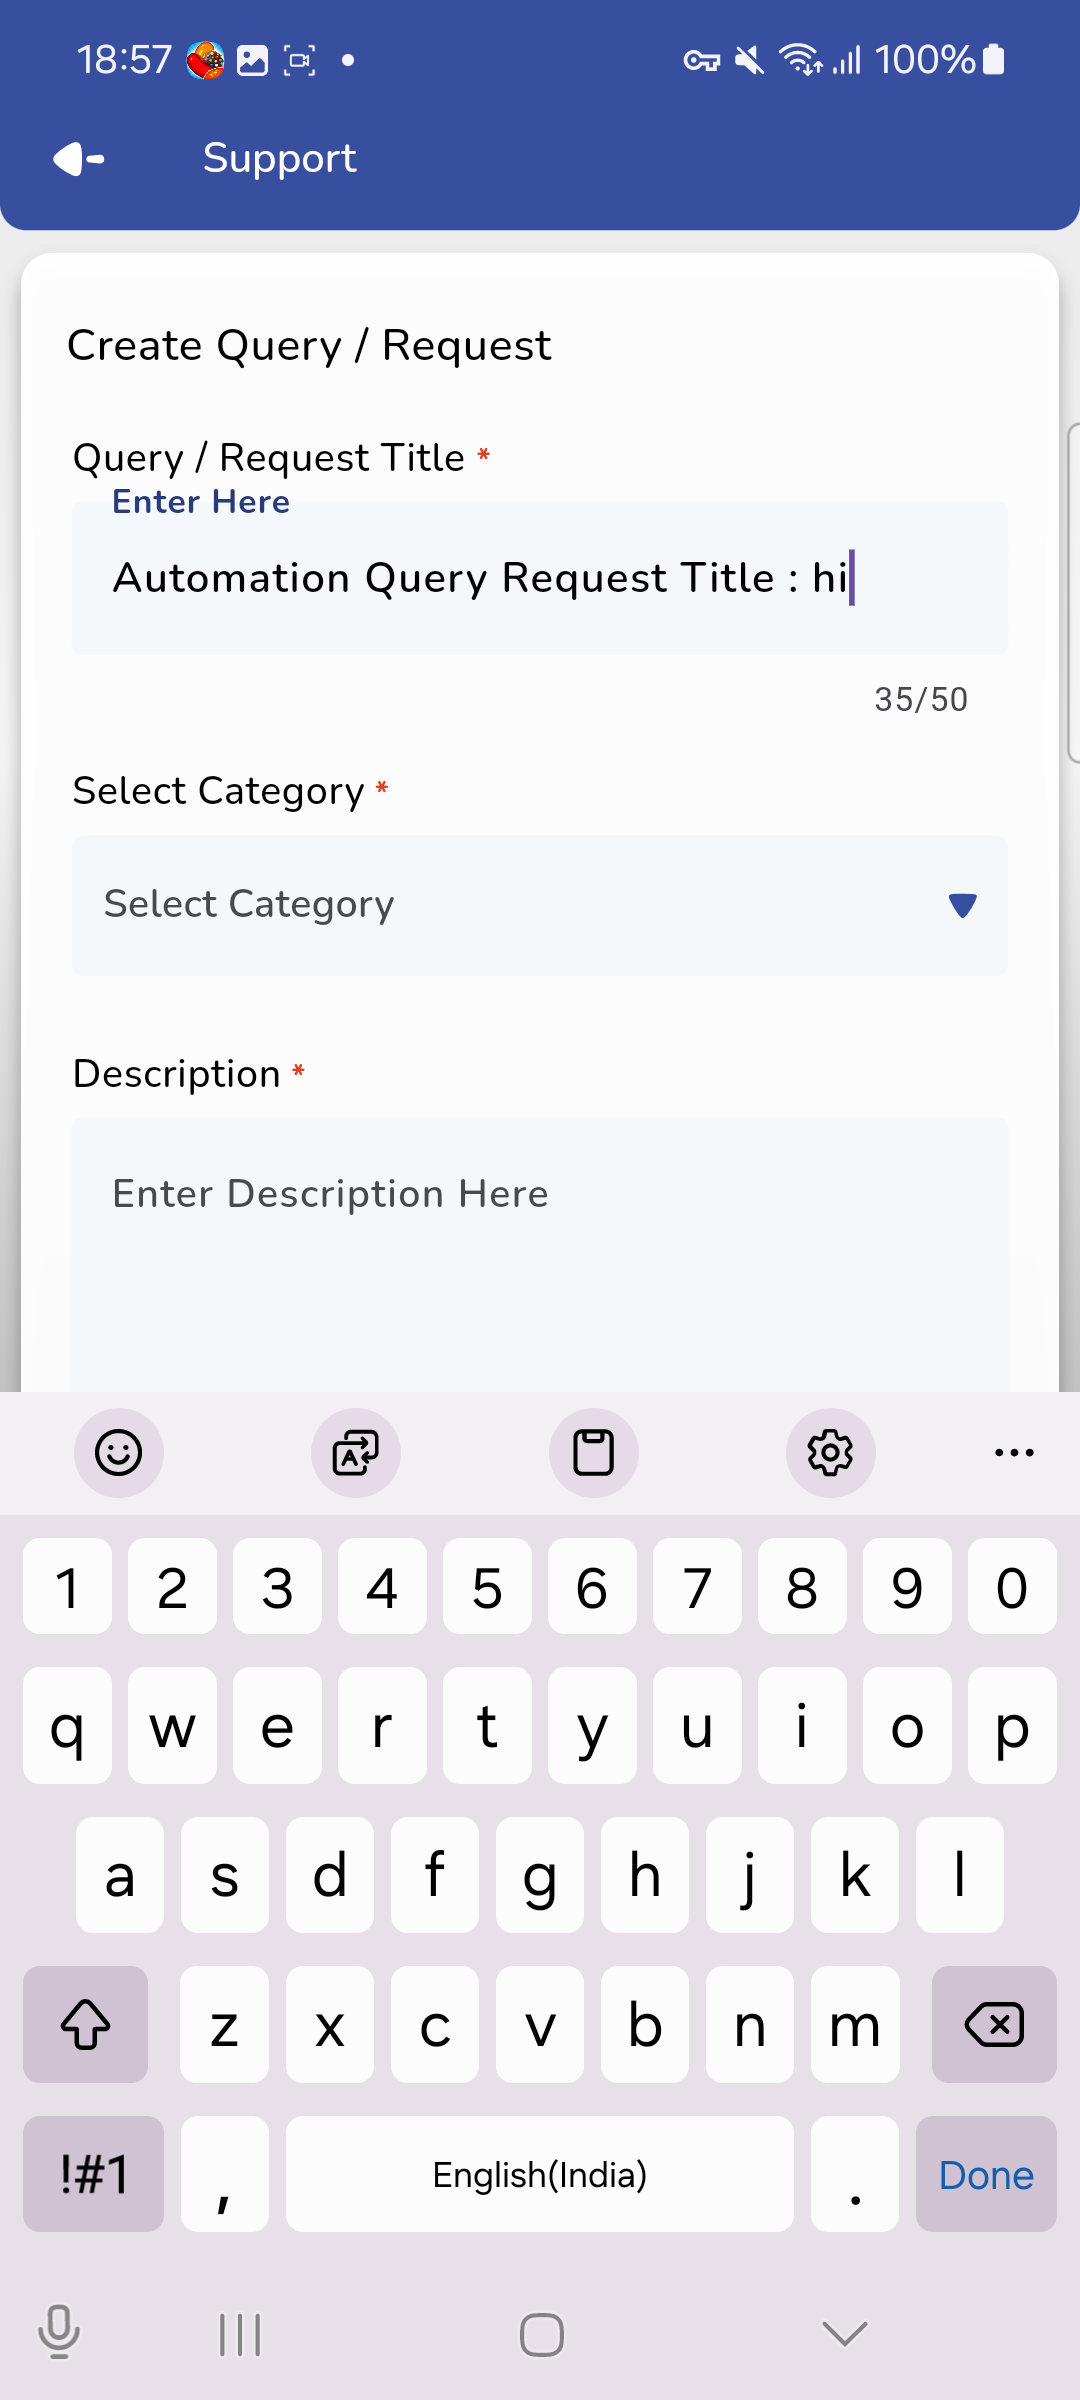 18:57 100%
Support
Create Query / Request
Query / Request Title *
Enter Here
Automation Query Request Title : hi
35/50
Select Category *
Select Category
Description *
Enter Description Here
1 2 3 4 5 6 7 8 9 0
q w e r t y u i o p
a s d f g h j k l
z x c v b n m
!#1 , English(India) . Done